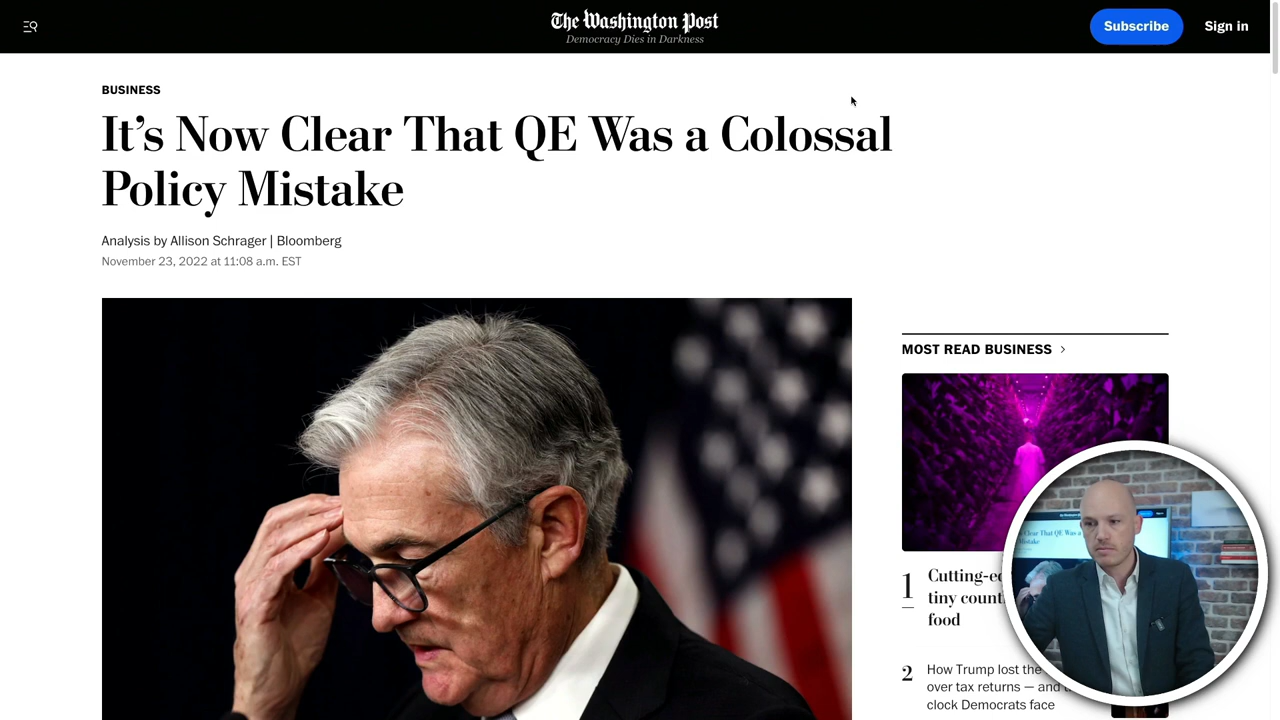 The Washington Post
Democracy Dies in Darkness
Subscribe
Sign in
BUSINESS
It's Now Clear That QE Was a Colossal
Policy Mistake
Analysis by Allison Schrager | Bloomberg
November 23, 2022 at 11:08 a.m. EST
MOST READ BUSINESS >
1
Cutting-e
tiny count
food
2
How Trump lost the
over tax returns — and t
clock Democrats face